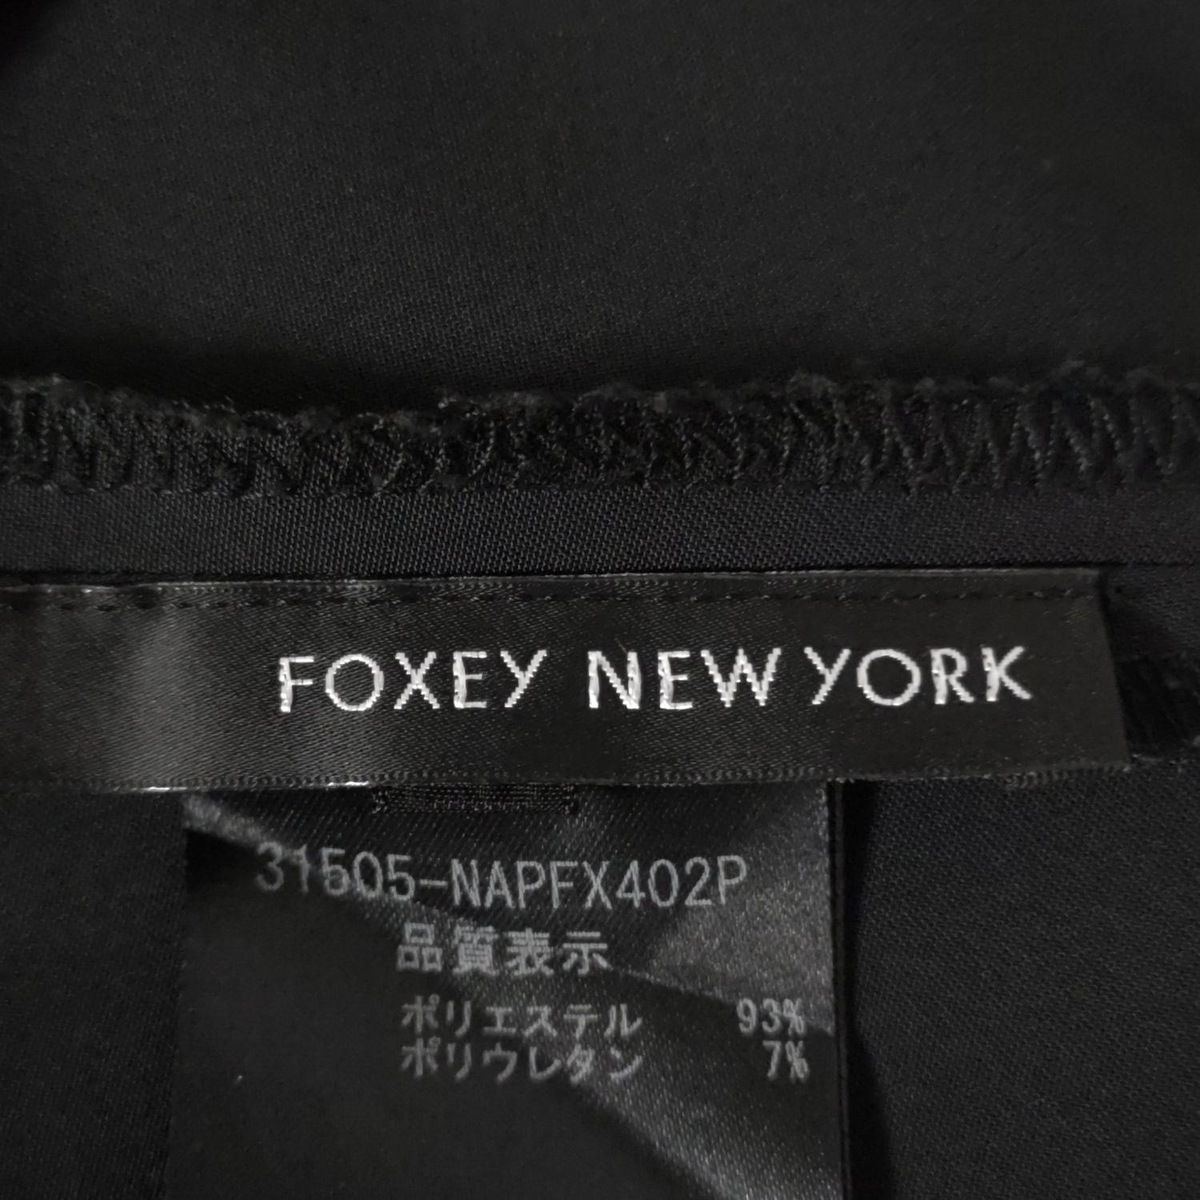 FOXEY NEW YORK
31505-NAPFX402P
品質表示
ポリエステル 93%
ポリウレタン 7%